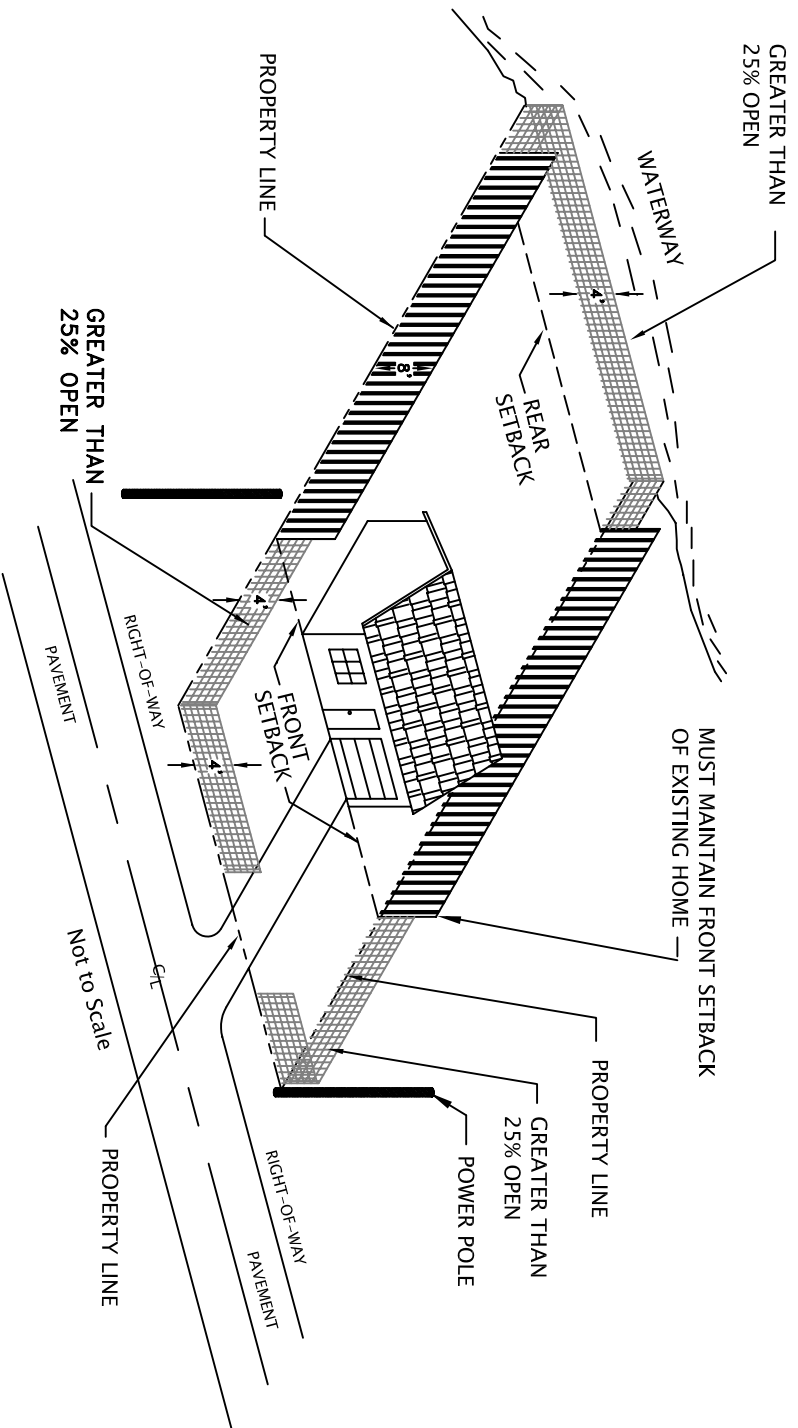 GREATER THAN
25% OPEN
WATERWAY
PROPERTY LINE
4'
REAR
SETBACK
8'
GREATER THAN
25% OPEN
MUST MAINTAIN FRONT SETBACK
OF EXISTING HOME
4'
FRONT
SETBACK
4'
RIGHT-OF-WAY
PAVEMENT
PROPERTY LINE
GREATER THAN
25% OPEN
POWER POLE
C/L
Not to Scale
RIGHT-OF-WAY
PAVEMENT
PROPERTY LINE